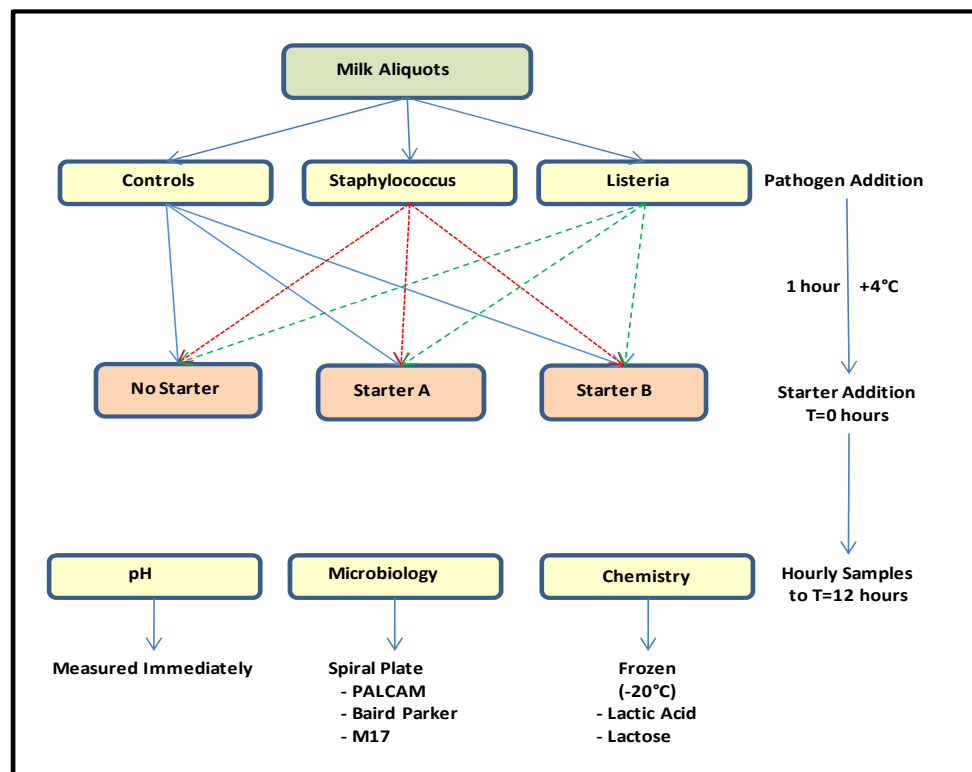 Milk Aliquots
Controls
Staphylococcus
Listeria
Pathogen Addition
1 hour
+4°C
No Starter
Starter A
Starter B
Starter Addition
T=0 hours
pH
Microbiology
Chemistry
Hourly Samples
to T=12 hours
Measured Immediately
Spiral Plate
- PALCAM
- Baird Parker
- M17
Frozen
(-20°C)
- Lactic Acid
- Lactose